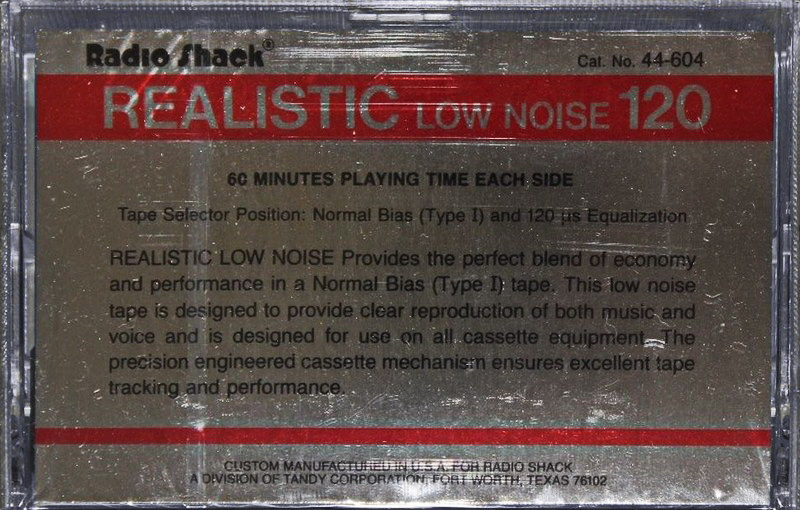 Radio Shack® Cat. No. 44-604
REALISTIC LOW NOISE 120
60 MINUTES PLAYING TIME EACH SIDE
Tape Selector Position: Normal Bias (Type I) and 120 µs Equalization
REALISTIC LOW NOISE Provides the perfect blend of economy
and performance in a Normal Bias (Type I) tape. This low noise
tape is designed to provide clear reproduction of both music and
voice and is designed for use on all cassette equipment. The
precision engineered cassette mechanism ensures excellent tape
tracking and performance.
CUSTOM MANUFACTURED IN U.S.A. FOR RADIO SHACK
A DIVISION OF TANDY CORPORATION, FORT WORTH, TEXAS 76102